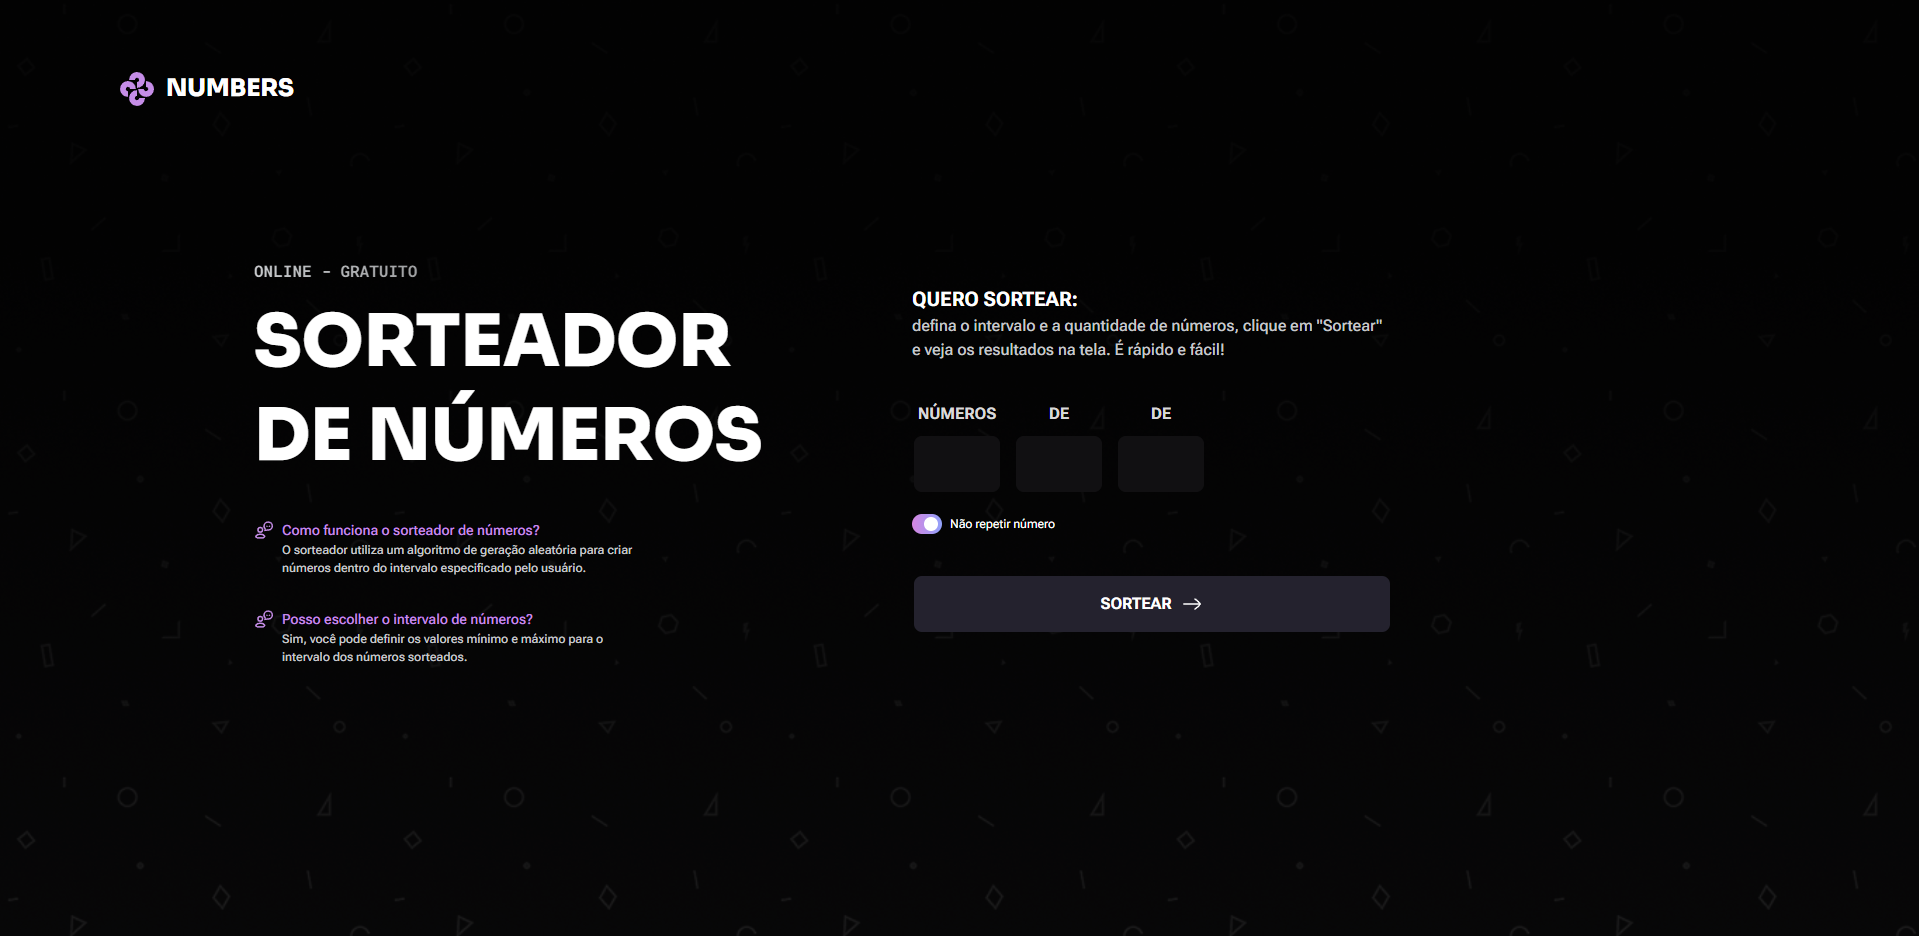 NUMBERS
ONLINE - GRATUITO
SORTEADOR
DE NÚMEROS
Como funciona o sorteador de números?
O sorteador utiliza um algoritmo de geração aleatória para criar
números dentro do intervalo especificado pelo usuário.
Posso escolher o intervalo de números?
Sim, você pode definir os valores mínimo e máximo para o
intervalo dos números sorteados.
QUERO SORTEAR:
defina o intervalo e a quantidade de números, clique em "Sortear"
e veja os resultados na tela. É rápido e fácil!
NÚMEROS DE DE
Não repetir número
SORTEAR